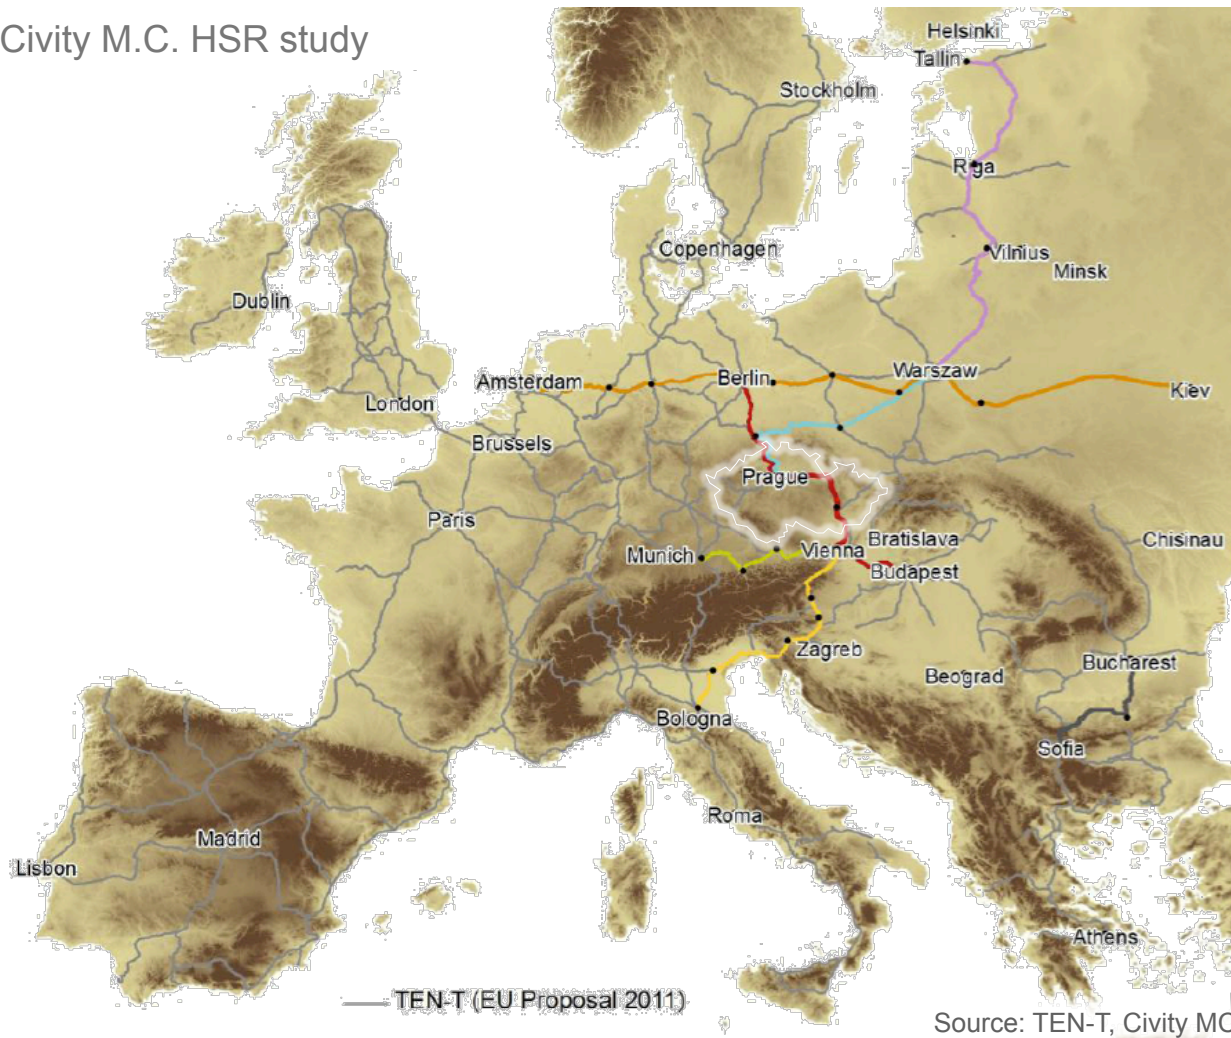 Civity M.C. HSR study
Helsinki
Tallin
Stockholm
Riga
Copenhagen
Vilnius
Minsk
Dublin
Warszaw
Amsterdam
Berlin
Kiev
London
Brussels
Prague
Paris
Bratislava
Chisinau
Munich
Vienna
Budapest
Zagreb
Bucharest
Beograd
Bologna
Sofia
Roma
Madrid
Lisbon
Athens
TEN-T (EU Proposal 2011)
Source: TEN-T, Civity MC